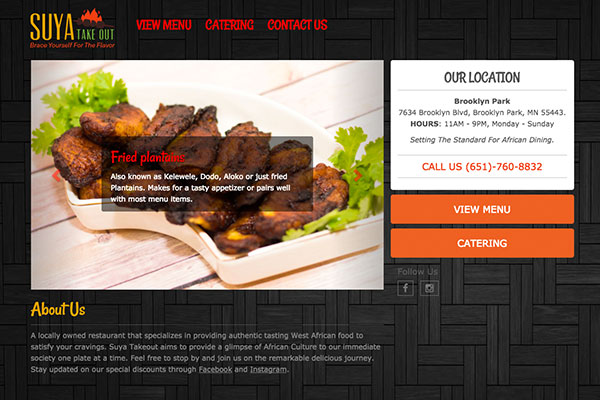 SUYA TAKE OUT
Brace Yourself For The Flavor
VIEW MENU CATERING CONTACT US
Fried plantains
Also known as Kelewele, Dodo, Aloko or just fried
Plantains. Makes for a tasty appetizer or pairs well
with most menu items.
OUR LOCATION
Brooklyn Park
7634 Brooklyn Blvd, Brooklyn Park, MN 55443.
HOURS: 11AM - 9PM, Monday - Sunday
Setting The Standard For African Dining.
CALL US (651)-760-8832
VIEW MENU
CATERING
Follow Us
About Us
A locally owned restaurant that specializes in providing authentic tasting West African food to
satisfy your cravings. Suya Takeout aims to provide a glimpse of African Culture to our immediate
society one plate at a time. Feel free to stop by and join us on the remarkable delicious journey.
Stay updated on our special discounts through Facebook and Instagram.